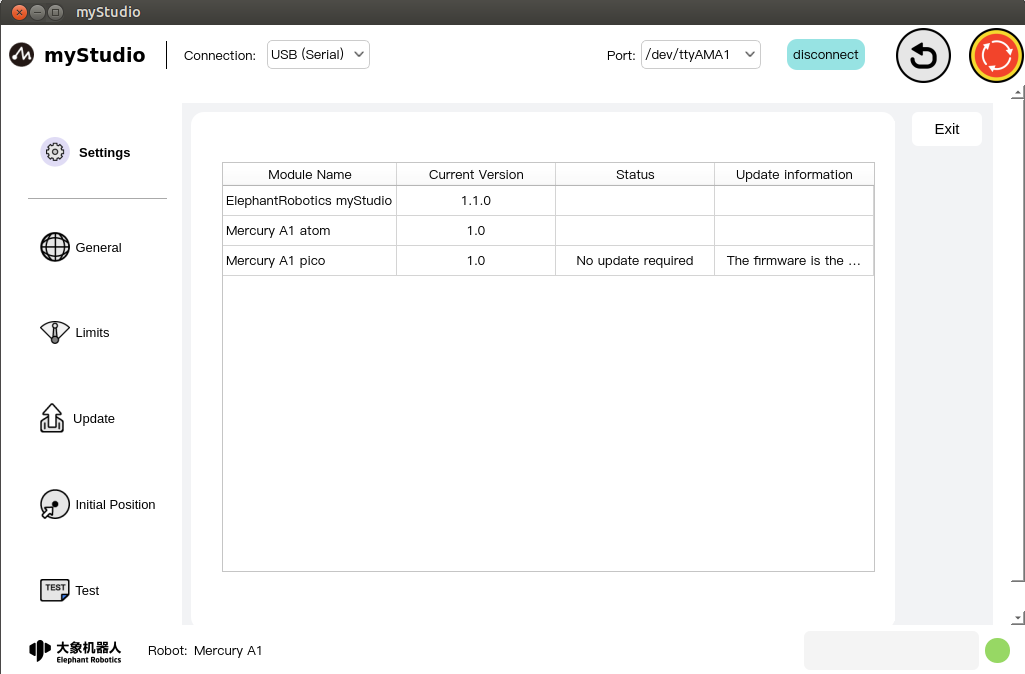 myStudio
myStudio
Connection: USB (Serial)
Port: /dev/ttyAMA1
disconnect
Exit
Settings
General
Limits
Update
Initial Position
TEST
Test
Module Name Current Version Status Update information
ElephantRobotics myStudio 1.1.0
Mercury A1 atom 1.0
Mercury A1 pico 1.0 No update required The firmware is the ...
大象机器人
Elephant Robotics
Robot: Mercury A1